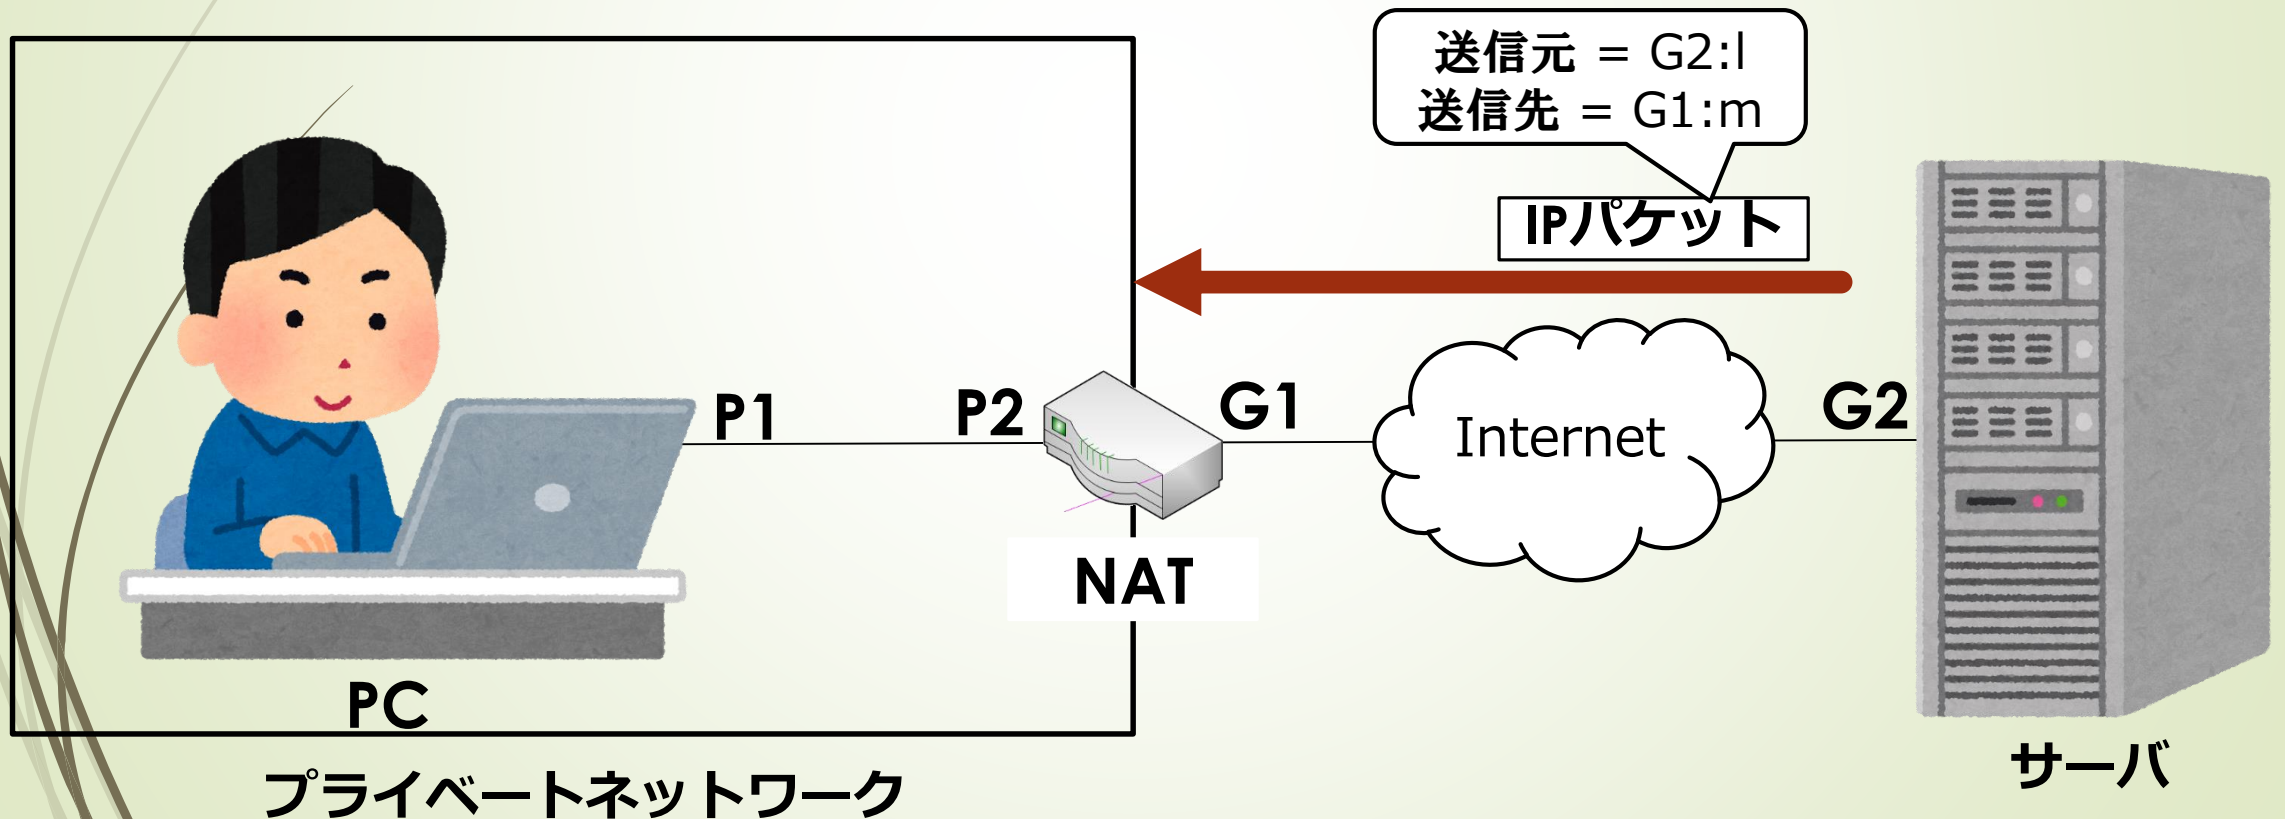 送信元 = G2:l
送信先 = G1:m
IPパケット
P1
P2
G1
Internet
G2
NAT
PC
サーバ
プライベートネットワーク